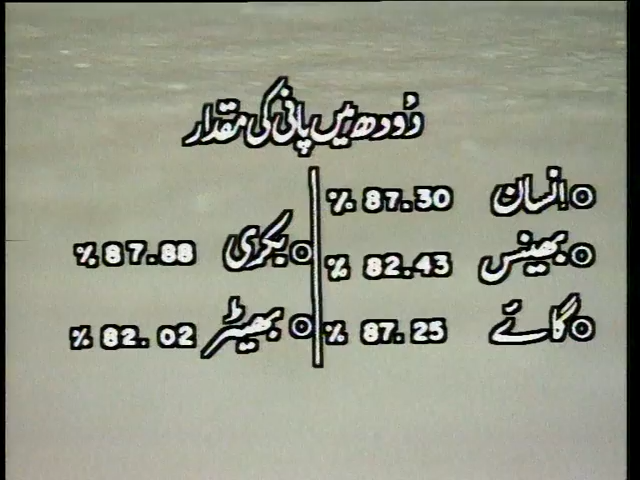 دُودھ میں پانی کی مقدار
انسان 87.30 %
بھینس 82.43 %
گائے 87.25 %
بکری 87.88 %
بھیڑ 82.02 %